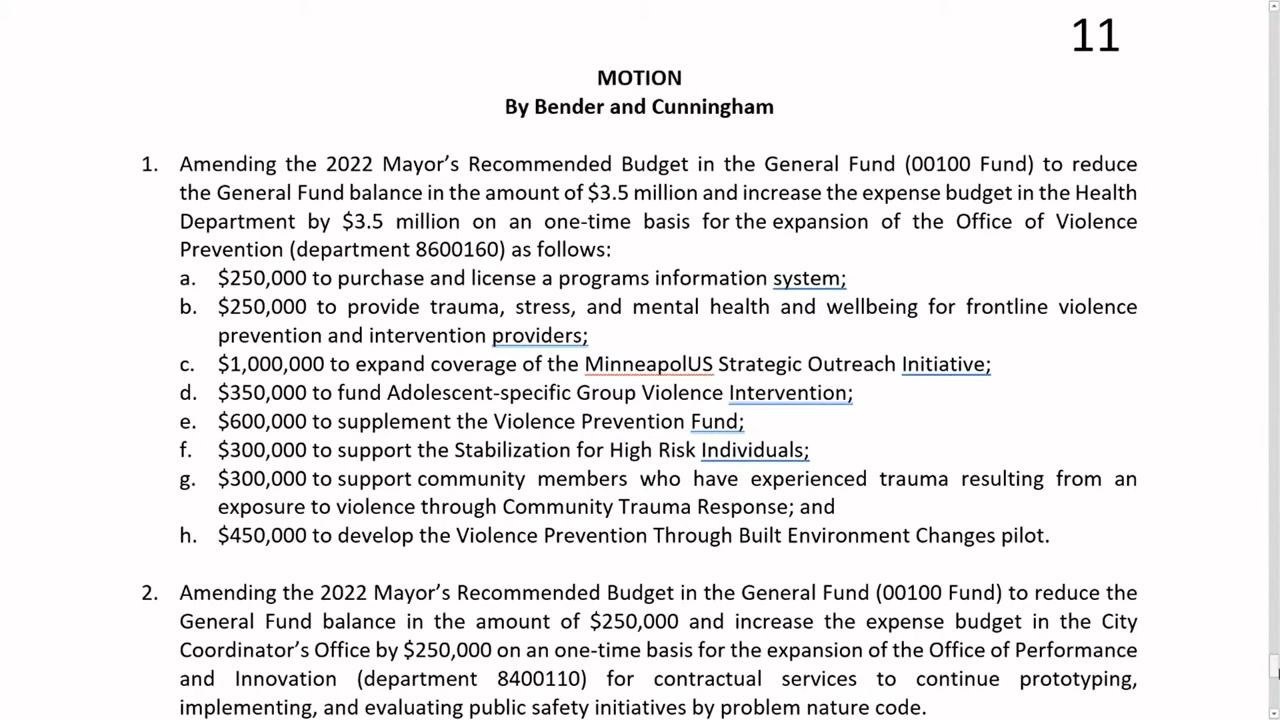 11
MOTION
By Bender and Cunningham
1. Amending the 2022 Mayor’s Recommended Budget in the General Fund (00100 Fund) to reduce
the General Fund balance in the amount of $3.5 million and increase the expense budget in the Health
Department by $3.5 million on an one-time basis for the expansion of the Office of Violence
Prevention (department 8600160) as follows:
a. $250,000 to purchase and license a programs information system;
b. $250,000 to provide trauma, stress, and mental health and wellbeing for frontline violence
prevention and intervention providers;
c. $1,000,000 to expand coverage of the MinneapolUS Strategic Outreach Initiative;
d. $350,000 to fund Adolescent-specific Group Violence Intervention;
e. $600,000 to supplement the Violence Prevention Fund;
f. $300,000 to support the Stabilization for High Risk Individuals;
g. $300,000 to support community members who have experienced trauma resulting from an
exposure to violence through Community Trauma Response; and
h. $450,000 to develop the Violence Prevention Through Built Environment Changes pilot.
2. Amending the 2022 Mayor’s Recommended Budget in the General Fund (00100 Fund) to reduce the
General Fund balance in the amount of $250,000 and increase the expense budget in the City
Coordinator’s Office by $250,000 on an one-time basis for the expansion of the Office of Performance
and Innovation (department 8400110) for contractual services to continue prototyping,
implementing, and evaluating public safety initiatives by problem nature code.